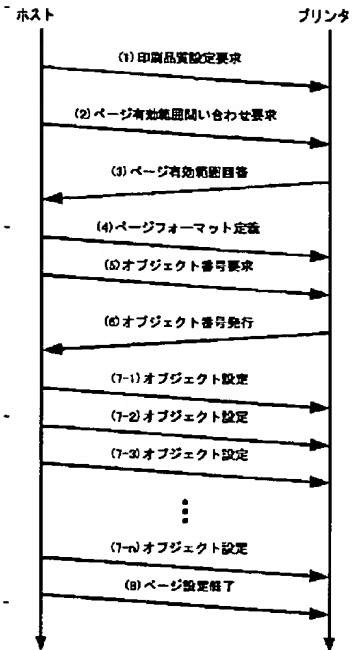 ホスト
プリンタ
(1)印刷品質設定要求
(2)ページ有効範囲問い合わせ要求
(3)ページ有効範囲回答
(4)ページフォーマット定義
(5)オブジェクト番号要求
(6)オブジェクト番号発行
(7-1)オブジェクト設定
(7-2)オブジェクト設定
(7-3)オブジェクト設定
(7-n)オブジェクト設定
(8)ページ設定終了